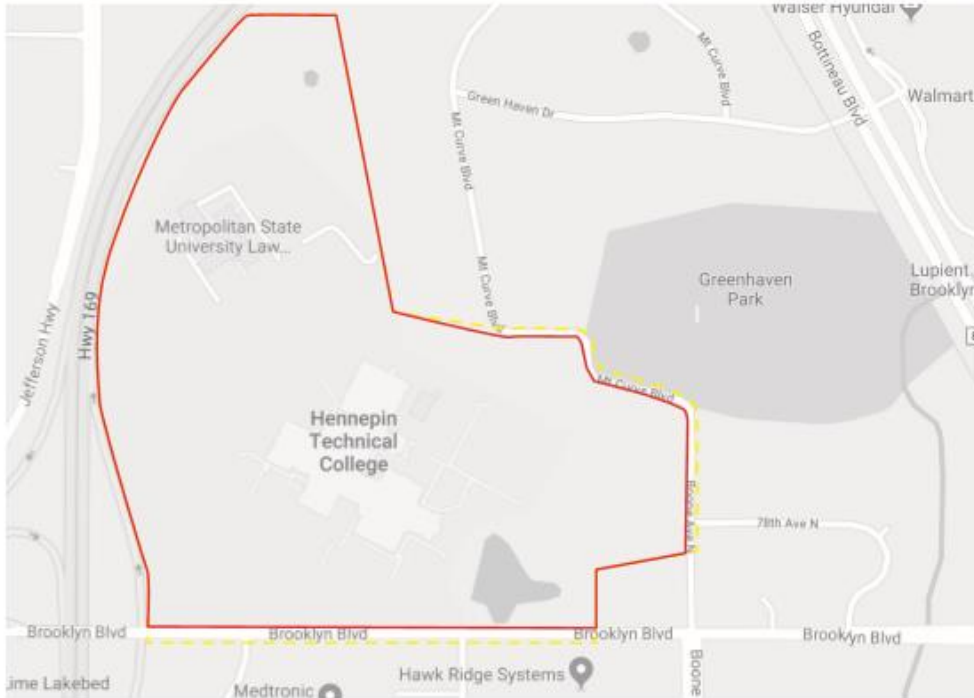 Walser Hyundai
Mt Curve Blvd
Bottineau Blvd
Green Haven Dr
Walmart
Mt Curve Blvd
Metropolitan State
University Law...
Greenhaven
Park
Lupient
Brooklyn
Mt Curve Blvd
Hwy 169
Jefferson Hwy
Mt Curve Blvd
Hennepin
Technical
College
Boone Ave N
78th Ave N
Brooklyn Blvd
Brooklyn Blvd
Brooklyn Blvd
Brooklyn Blvd
ime Lakebed
Medtronic
Hawk Ridge Systems
Boone